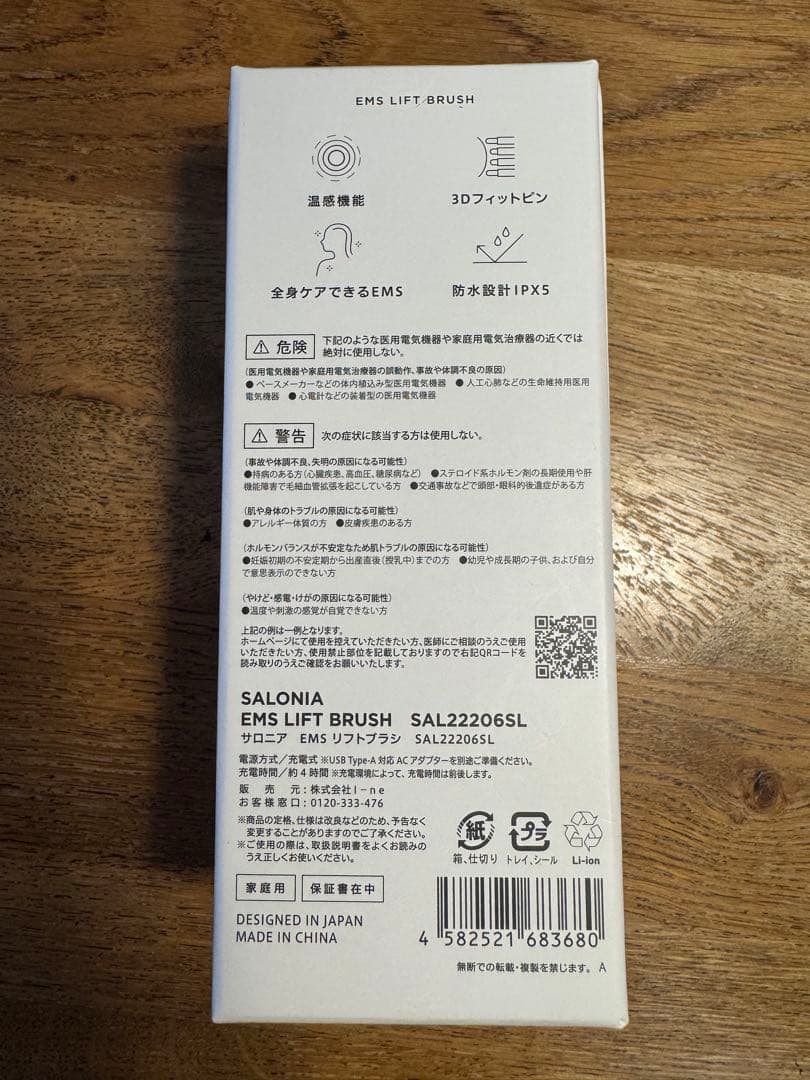 EMS LIFT BRUSH
温感機能
3Dフィットピン
全身ケアできるEMS
防水設計IPX5
危険
下記のような医用電気機器や家庭用電気治療器の近くでは
絶対に使用しない。
(医用電気機器や家庭用電気治療器の誤動作、事故や体調不良の原因)
●ペースメーカーなどの体内植込み型医用電気機器 ●人工心肺などの生命維持用医用
電気機器 ●心電計などの装着型の医用電気機器
警告
次の症状に該当する方は使用しない。
(事故や体調不良、失明の原因になる可能性)
●持病のある方(心臓疾患、高血圧、糖尿病など) ●ステロイド系ホルモン剤の長期使用や肝
機能障害で毛細血管拡張を起こしている方 ●交通事故などで頭部・眼科的後遺症がある方
(肌や身体のトラブルの原因になる可能性)
●アレルギー体質の方 ●皮膚疾患のある方
(ホルモンバランスが不安定なため肌トラブルの原因になる可能性)
●妊娠初期の不安定期から出産直後(授乳中)までの方 ●幼児や成長期の子供、および自分
で意思表示のできない方
(やけど・感電・けがの原因になる可能性)
●温度や刺激の感覚が自覚できない方
上記の例は一例となります。
ホームページにて使用を控えていただきたい方、医師にご相談のうえご使用
いただきたい方、使用禁止部位を記載しておりますので右記QRコードを
読み取りのうえご確認をお願いいたします。
SALONIA
EMS LIFT BRUSH SAL22206SL
サロニア EMS リフトブラシ SAL22206SL
電源方式/充電式 ※USB Type-A 対応 AC アダプターを別途ご準備ください。
充電時間/約4時間 ※充電環境によって、充電時間は前後します。
販売元:株式会社I-ne
お客様窓口:0120-333-476
※商品の定格、仕様は改良などのため、予告なく
変更することがありますのでご了承ください。
※ご使用の際は、取扱説明書をよくお読みの
うえ正しくお使いください。
紙
箱、仕切り
プラ
トレイ、シール
Li-ion
家庭用
保証書在中
DESIGNED IN JAPAN
MADE IN CHINA
4 582521 683680
無断での転載・複製を禁じます。 A